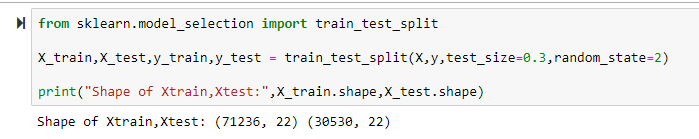 from sklearn.model_selection import train_test_split
X_train,X_test,y_train,y_test = train_test_split(X,y,test_size=0.3,random_state=2)
print("Shape of Xtrain,Xtest:",X_train.shape,X_test.shape)
Shape of Xtrain,Xtest: (71236, 22) (30530, 22)